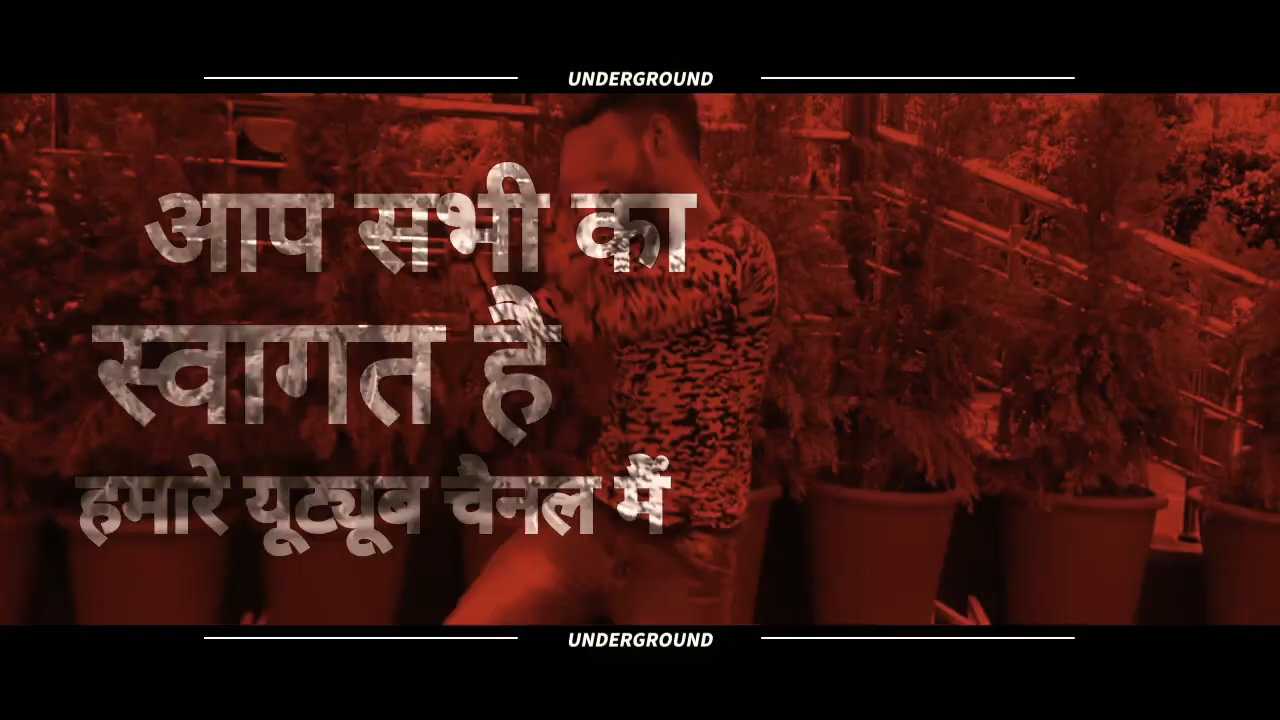 UNDERGROUND
आप सभी का
स्वागत है
हमारे यूट्यूब चैनल में
UNDERGROUND